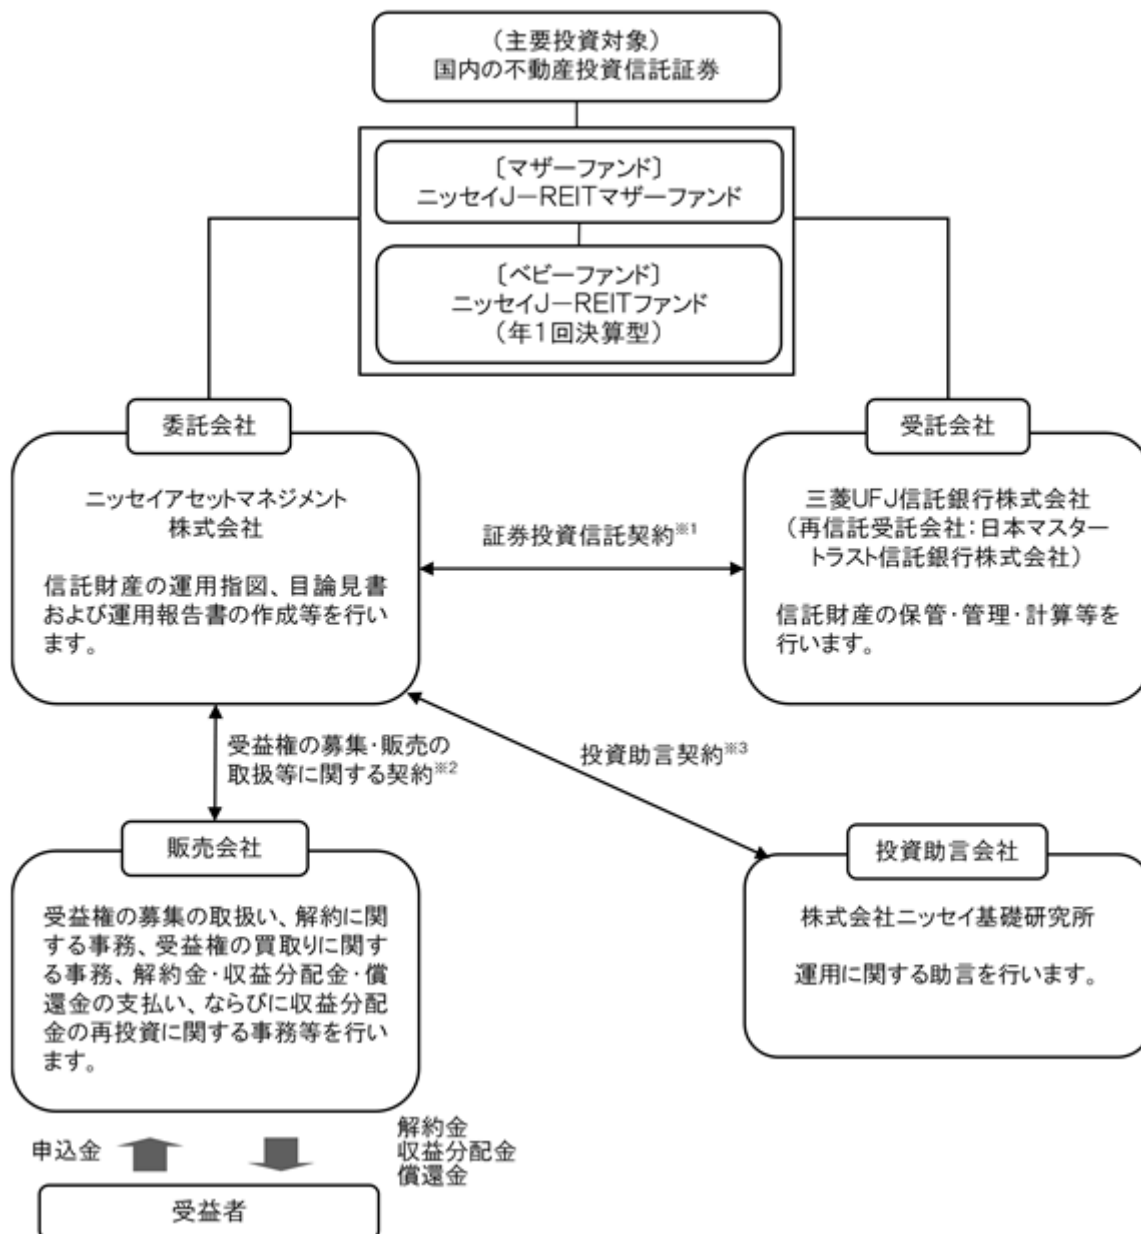 （主要投資対象）
国内の不動産投資信託証券
〔マザーファンド〕
ニッセイJ－REITマザーファンド
〔ベビーファンド〕
ニッセイJ－REITファンド
（年1回決算型）
委託会社
ニッセイアセットマネジメント
株式会社
信託財産の運用指図、目論見書
および運用報告書の作成等を行い
ます。
証券投資信託契約※1
受託会社
三菱UFJ信託銀行株式会社
（再信託受託会社：日本マスター
トラスト信託銀行株式会社）
信託財産の保管・管理・計算等を
行います。
受益権の募集・販売の
取扱等に関する契約※2
投資助言契約※3
販売会社
受益権の募集の取扱い、解約に関
する事務、受益権の買取りに関す
る事務、解約金・収益分配金・償
還金の支払い、ならびに収益分配
金の再投資に関する事務等を行い
ます。
投資助言会社
株式会社ニッセイ基礎研究所
運用に関する助言を行います。
申込金
解約金
収益分配金
償還金
受益者